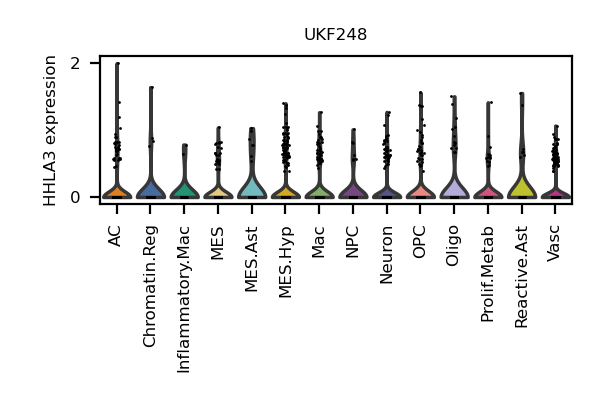 UKF248
HHLA3 expression
2
0
AC
Chromatin.Reg
Inflammatory.Mac
MES
MES.Ast
MES.Hyp
Mac
NPC
Neuron
OPC
Oligo
Prolif.Metab
Reactive.Ast
Vasc